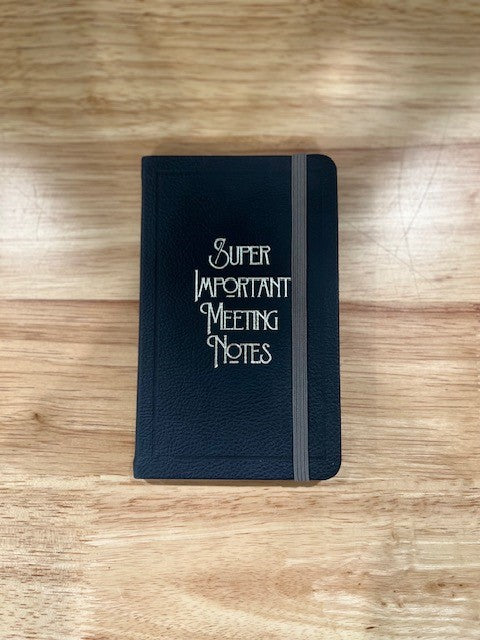 Super
Important
Meeting
Notes